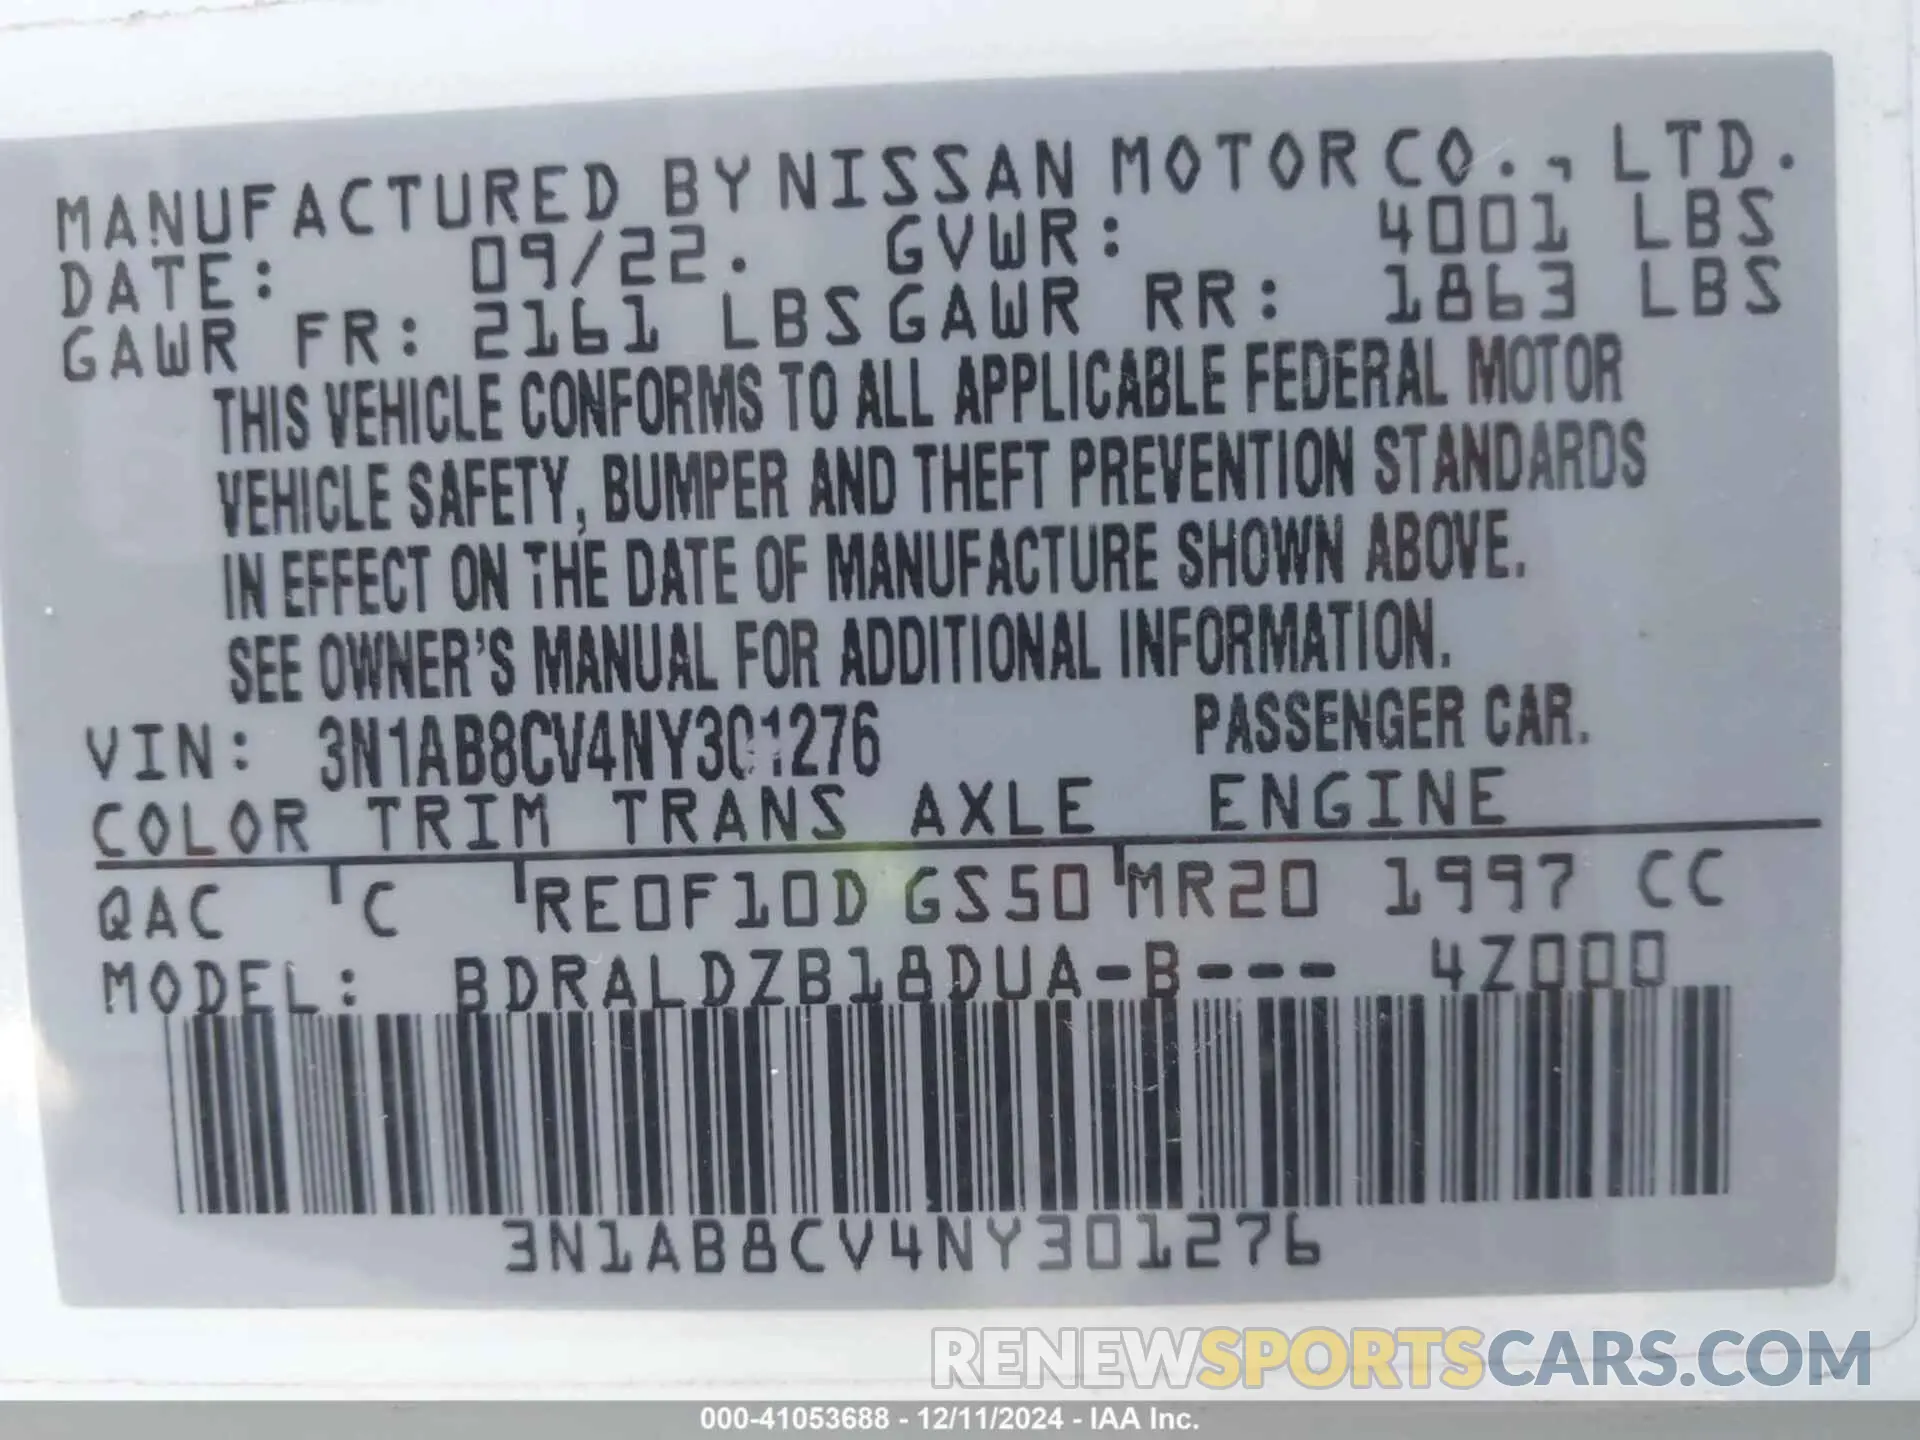 MANUFACTURED BY NISSAN MOTOR CO., LTD.
DATE: 09/22. GVWR: 4001 LBS
GAWR FR: 2161 LBS GAWR RR: 1863 LBS
THIS VEHICLE CONFORMS TO ALL APPLICABLE FEDERAL MOTOR
VEHICLE SAFETY, BUMPER AND THEFT PREVENTION STANDARDS
IN EFFECT ON THE DATE OF MANUFACTURE SHOWN ABOVE.
SEE OWNER'S MANUAL FOR ADDITIONAL INFORMATION.
VIN: 3N1AB8CV4NY301276 PASSENGER CAR.
COLOR TRIM TRANS AXLE ENGINE
QAC C RE0F10D GS50 MR20 1997 CC
MODEL: BDRALDZB18DUA-B--- 4Z000
3N1AB8CV4NY301276
RENEWSPORTSCARS.COM
000-41053688 - 12/11/2024 - IAA Inc.